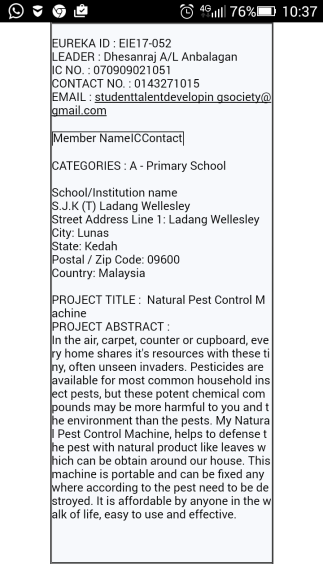 4G 76% 10:37
EUREKA ID : EIE17-052
LEADER : Dhesanraj A/L Anbalagan
IC NO. : 070909021051
CONTACT NO. : 0143271015
EMAIL : studenttalentdevelopin gsociety@
gmail.com
Member NameICContact
CATEGORIES : A - Primary School
School/Institution name
S.J.K (T) Ladang Wellesley
Street Address Line 1: Ladang Wellesley
City: Lunas
State: Kedah
Postal / Zip Code: 09600
Country: Malaysia
PROJECT TITLE : Natural Pest Control M
achine
PROJECT ABSTRACT :
In the air, carpet, counter or cupboard, eve
ry home shares it's resources with these ti
ny, often unseen invaders. Pesticides are
available for most common household ins
ect pests, but these potent chemical com
pounds may be more harmful to you and t
he environment than the pests. My Natura
l Pest Control Machine, helps to defense t
he pest with natural product like leaves w
hich can be obtain around our house. This
machine is portable and can be fixed any
where according to the pest need to be de
stroyed. It is affordable by anyone in the w
alk of life, easy to use and effective.